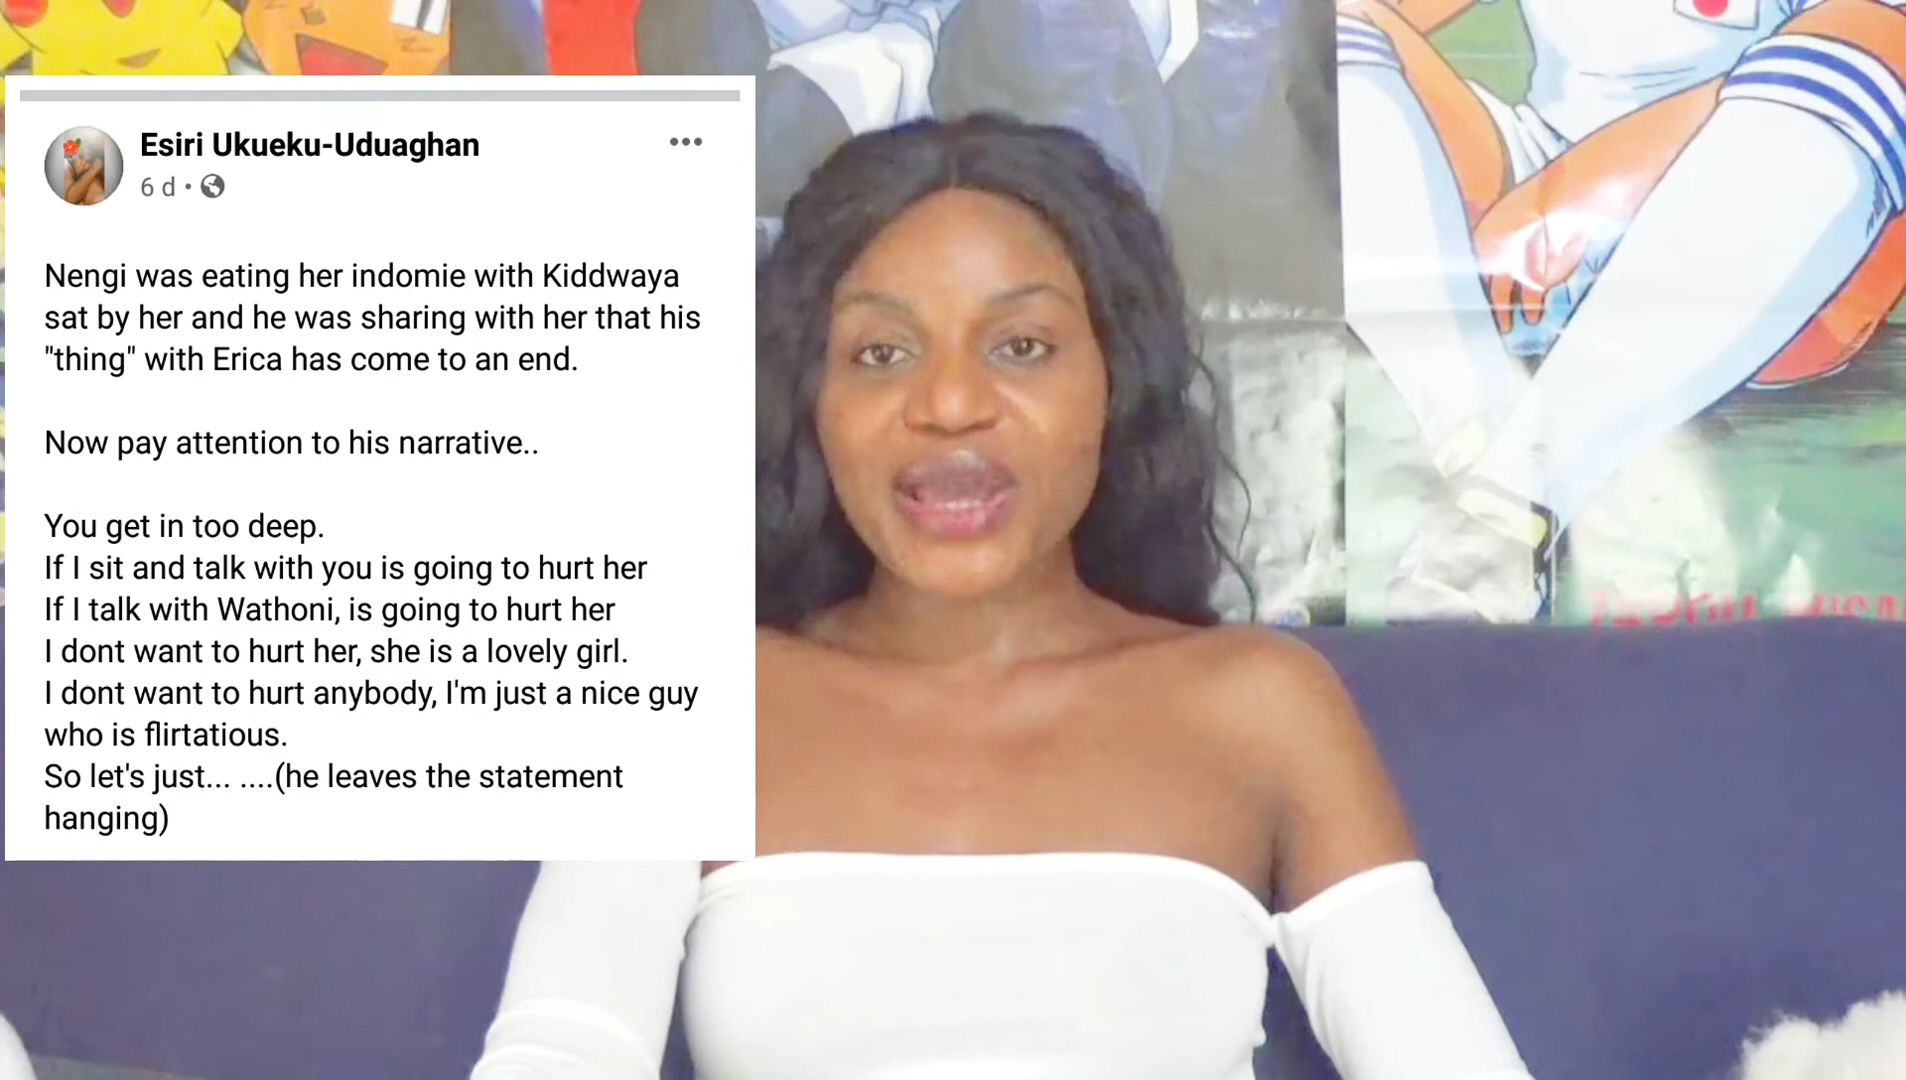 Esiri Ukueku-Uduaghan
6 d •
Nengi was eating her indomie with Kiddwaya
sat by her and he was sharing with her that his
"thing" with Erica has come to an end.
Now pay attention to his narrative..
You get in too deep.
If I sit and talk with you is going to hurt her
If I talk with Wathoni, is going to hurt her
I dont want to hurt her, she is a lovely girl.
I dont want to hurt anybody, I'm just a nice guy
who is flirtatious.
So let's just... ....(he leaves the statement
hanging)